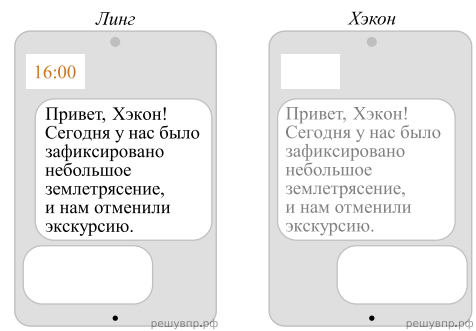 Линг
16:00
Привет, Хэкон!
Сегодня у нас было
зафиксировано
небольшое
землетрясение,
и нам отменили
экскурсию.
решувпр.рф
Хэкон
Привет, Хэкон!
Сегодня у нас было
зафиксировано
небольшое
землетрясение,
и нам отменили
экскурсию.
решувпр.рф